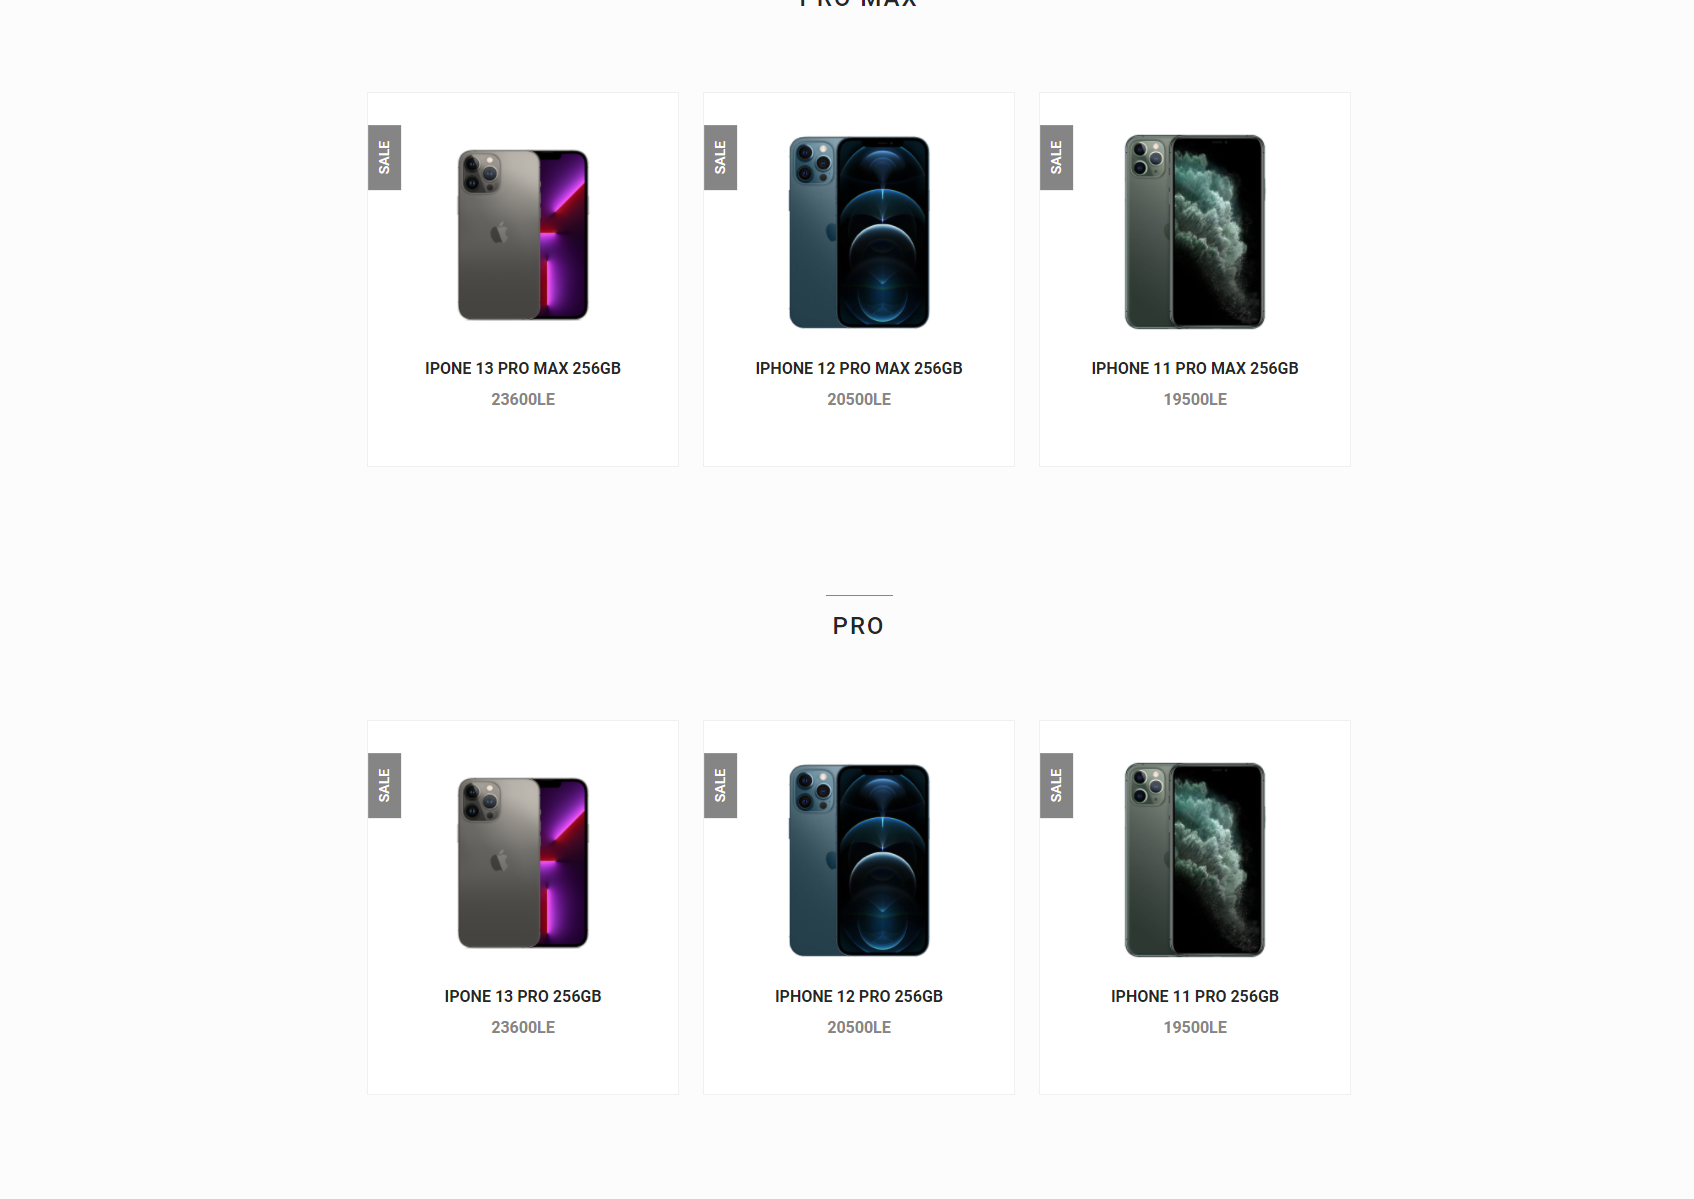 PRO MAX
SALE
SALE
SALE
IPONE 13 PRO MAX 256GB
23600LE
IPHONE 12 PRO MAX 256GB
20500LE
IPHONE 11 PRO MAX 256GB
19500LE
PRO
SALE
SALE
SALE
IPONE 13 PRO 256GB
23600LE
IPHONE 12 PRO 256GB
20500LE
IPHONE 11 PRO 256GB
19500LE